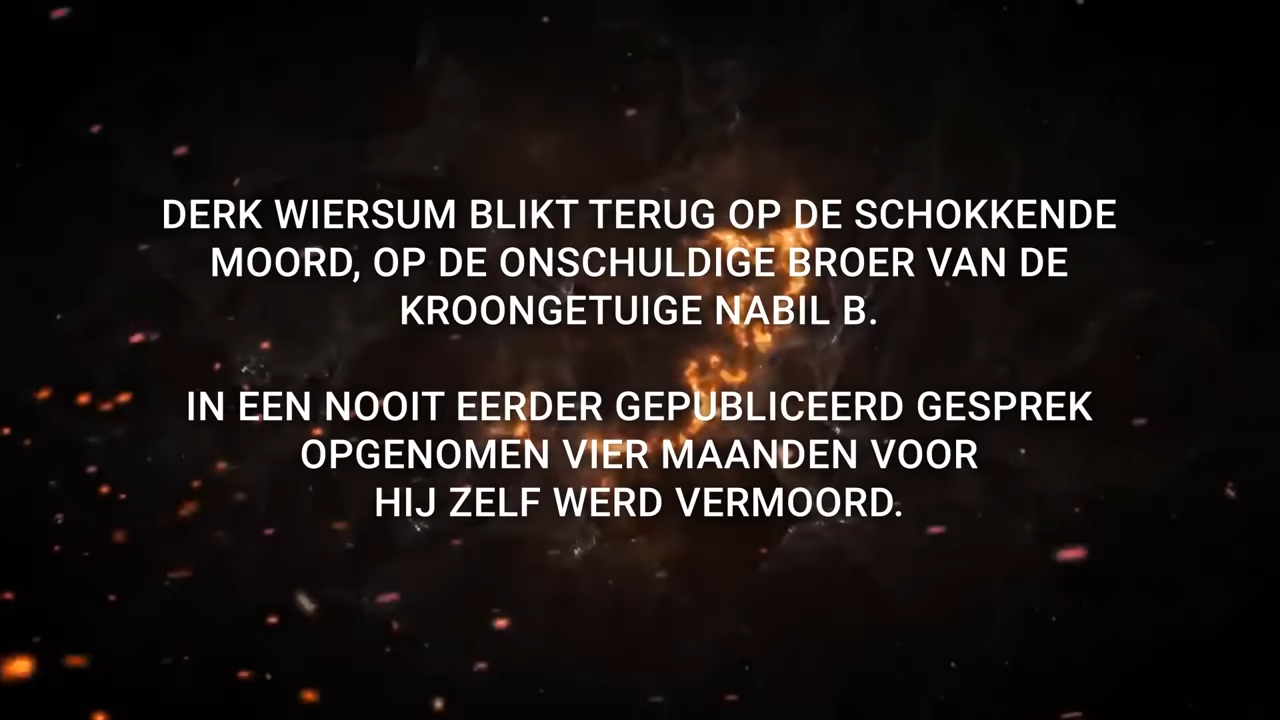 DERK WIERSUM BLIKT TERUG OP DE SCHOKKENDE
MOORD, OP DE ONSCHULDIGE BROER VAN DE
KROONGETUIGE NABIL B.
IN EEN NOOIT EERDER GEPUBLICEERD GESPREK
OPGENOMEN VIER MAANDEN VOOR
HIJ ZELF WERD VERMOORD.